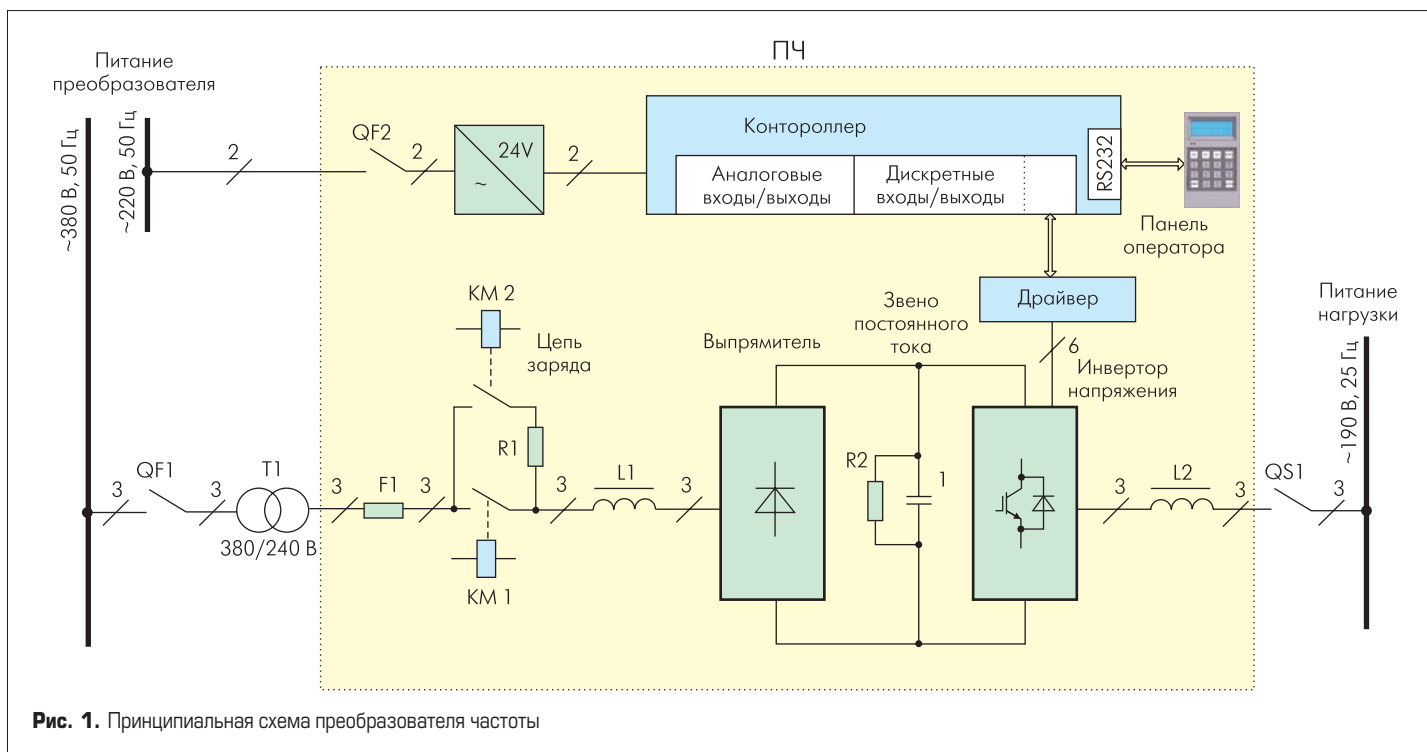 ПЧ
Питание
преобразователя
~380 В, 50 Гц
~220 В, 50 Гц
2
QF2
2
24V
~
2
Контороллер
Аналоговые
входы/выходы
Дискретные
входы/выходы
RS232
Панель
оператора
Драйвер
6
Инвертор
напряжения
Звено
постоянного
тока
Выпрямитель
KM 2
Цепь
заряда
R1
3
QF1
3
T1
380/240 В
3
F1
3
KM 1
3
L1
3
R2
1
3
L2
3
QS1
3
Питание
нагрузки
~190 В, 25 Гц
Рис. 1. Принципиальная схема преобразователя частоты